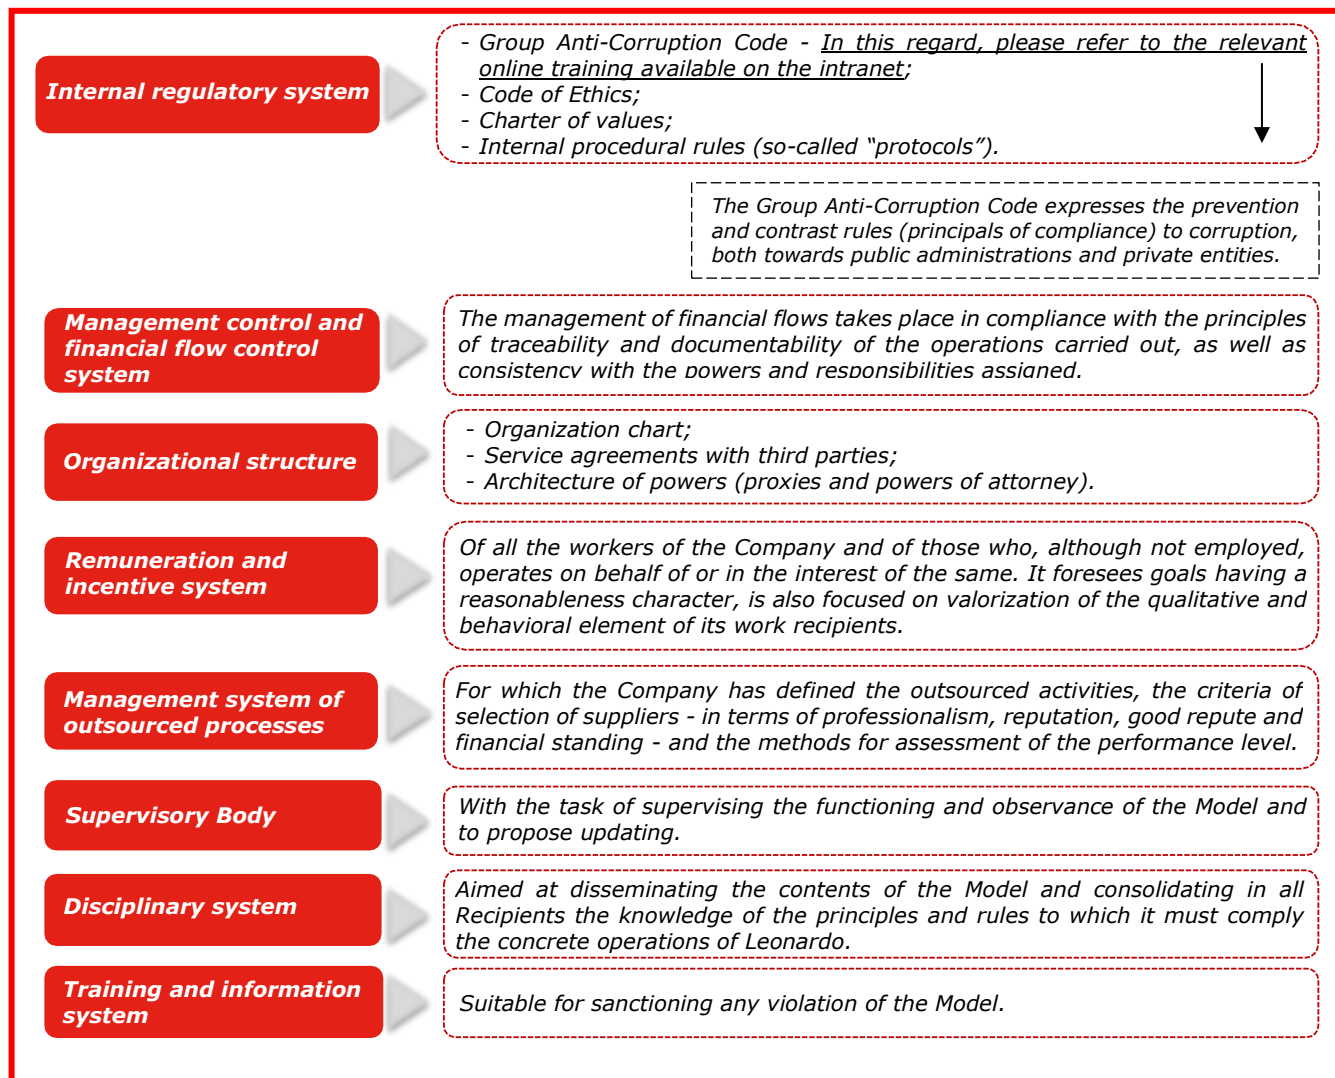 Internal regulatory system
- Group Anti-Corruption Code - In this regard, please refer to the relevant
online training available on the intranet;
- Code of Ethics;
- Charter of values;
- Internal procedural rules (so-called “protocols”).
The Group Anti-Corruption Code expresses the prevention
and contrast rules (principals of compliance) to corruption,
both towards public administrations and private entities.
Management control and
financial flow control
system
The management of financial flows takes place in compliance with the principles
of traceability and documentability of the operations carried out, as well as
consistency with the powers and responsibilities assigned.
Organizational structure
- Organization chart;
- Service agreements with third parties;
- Architecture of powers (proxies and powers of attorney).
Remuneration and
incentive system
Of all the workers of the Company and of those who, although not employed,
operates on behalf of or in the interest of the same. It foresees goals having a
reasonableness character, is also focused on valorization of the qualitative and
behavioral element of its work recipients.
Management system of
outsourced processes
For which the Company has defined the outsourced activities, the criteria of
selection of suppliers - in terms of professionalism, reputation, good repute and
financial standing - and the methods for assessment of the performance level.
Supervisory Body
With the task of supervising the functioning and observance of the Model and
to propose updating.
Disciplinary system
Aimed at disseminating the contents of the Model and consolidating in all
Recipients the knowledge of the principles and rules to which it must comply
the concrete operations of Leonardo.
Training and information
system
Suitable for sanctioning any violation of the Model.